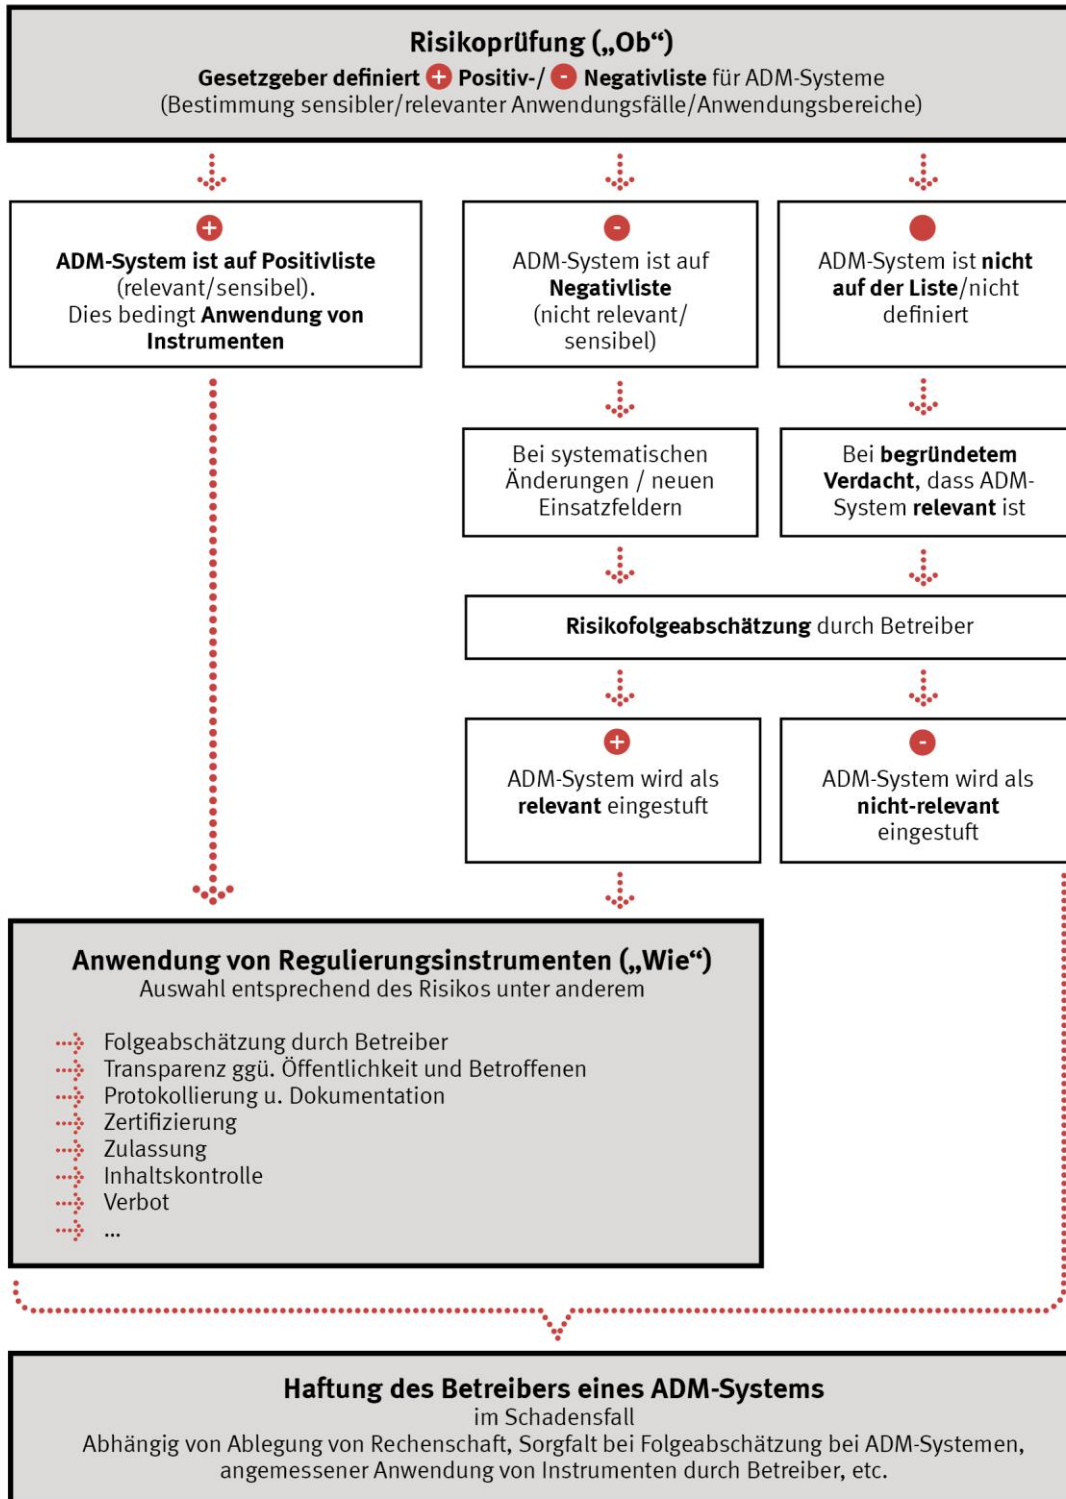 Risikoprüfung („Ob“)
Gesetzgeber definiert + Positiv-/ - Negativliste für ADM-Systeme
(Bestimmung sensibler/relevanter Anwendungsfälle/Anwendungsbereiche)
+
ADM-System ist auf Positivliste
(relevant/sensibel).
Dies bedingt Anwendung von
Instrumenten
-
ADM-System ist auf
Negativliste
(nicht relevant/
sensibel)
ADM-System ist nicht
auf der Liste/nicht
definiert
Bei systematischen
Änderungen / neuen
Einsatzfeldern
Bei begründetem
Verdacht, dass ADM-
System relevant ist
Risikofolgeabschätzung durch Betreiber
+
ADM-System wird als
relevant eingestuft
-
ADM-System wird als
nicht-relevant
eingestuft
Anwendung von Regulierungsinstrumenten („Wie“)
Auswahl entsprechend des Risikos unter anderem
Folgeabschätzung durch Betreiber
Transparenz ggü. Öffentlichkeit und Betroffenen
Protokollierung u. Dokumentation
Zertifizierung
Zulassung
Inhaltskontrolle
Verbot
...
Haftung des Betreibers eines ADM-Systems
im Schadensfall
Abhängig von Ablegung von Rechenschaft, Sorgfalt bei Folgeabschätzung bei ADM-Systemen,
angemessener Anwendung von Instrumenten durch Betreiber, etc.